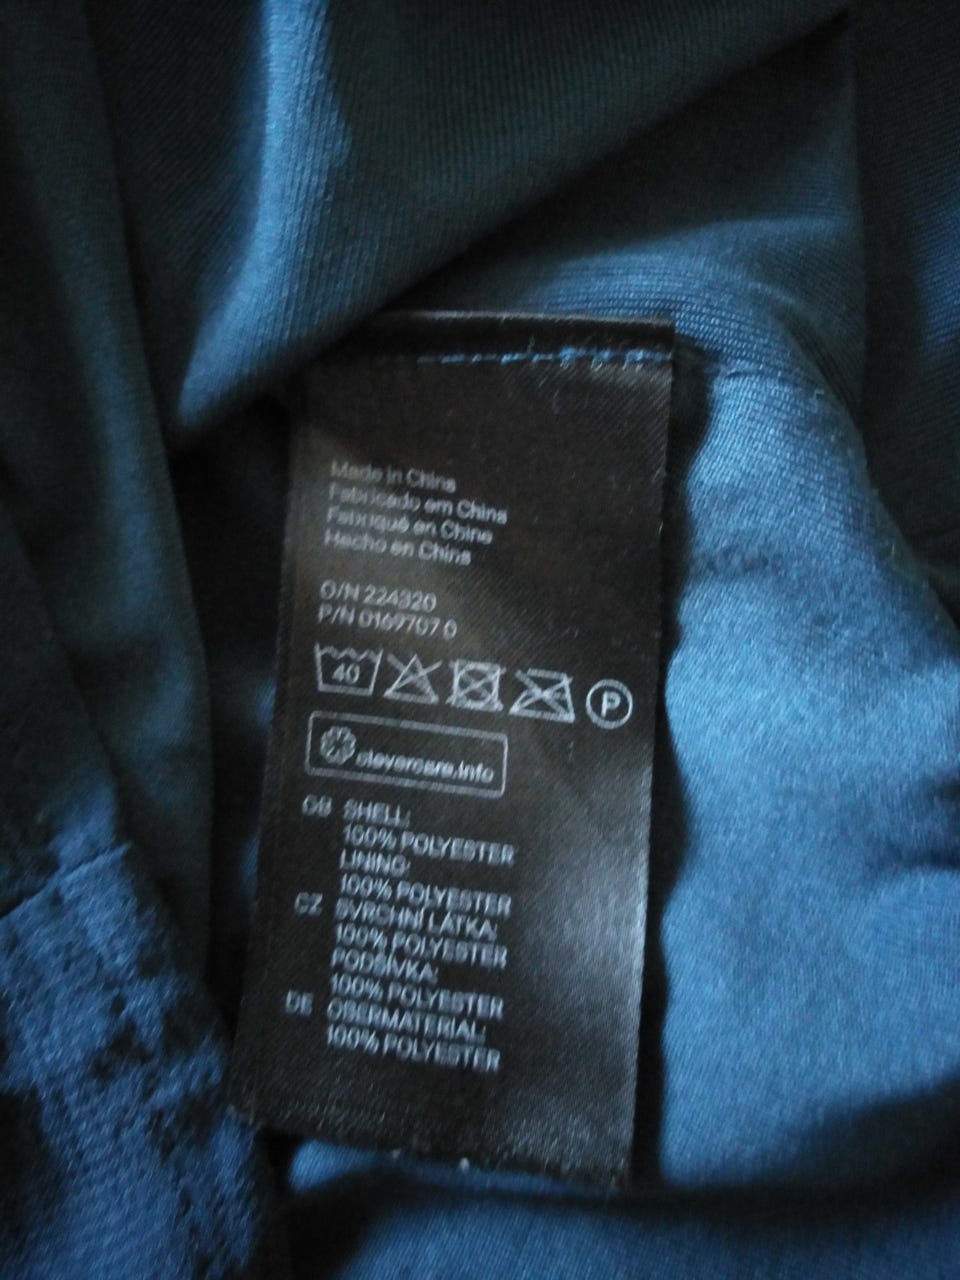 Made in China
Fabricado em China
Fabriqué en Chine
Hecho en China
O/N 224320
P/N 0169707 0
40
P
clevercare.info
GB SHELL:
100% POLYESTER
LINING:
100% POLYESTER
CZ SVRCHNÍ LÁTKA:
100% POLYESTER
PODŠÍVKA:
100% POLYESTER
DE OBERMATERIAL:
100% POLYESTER